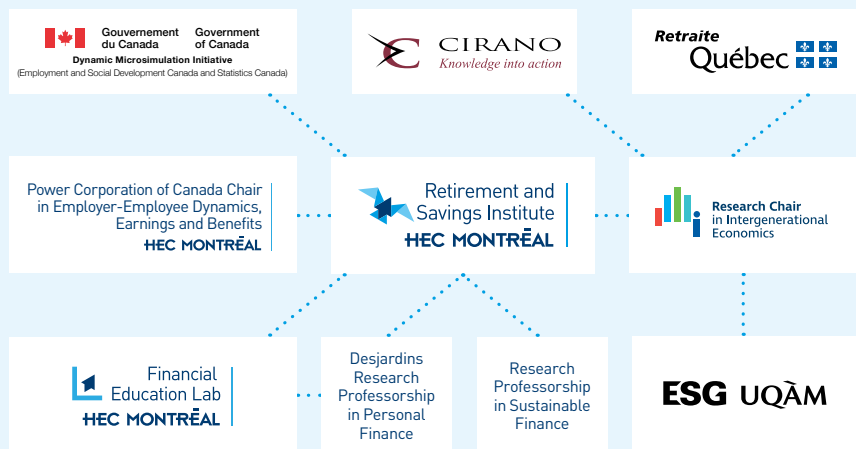 Gouvernement
du Canada
Government
of Canada
Dynamic Microsimulation Initiative
(Employment and Social Development Canada and Statistics Canada)
CIRANO
Knowledge into action
Retraite
Québec
Power Corporation of Canada Chair
in Employer-Employee Dynamics,
Earnings and Benefits
HEC MONTRĒAL
Retirement and
Savings Institute
HEC MONTRĒAL
Research Chair
in Intergenerational
Economics
Financial
Education Lab
HEC MONTRĒAL
Desjardins
Research
Professorship
in Personal
Finance
Research
Professorship
in Sustainable
Finance
ESG UQÀM